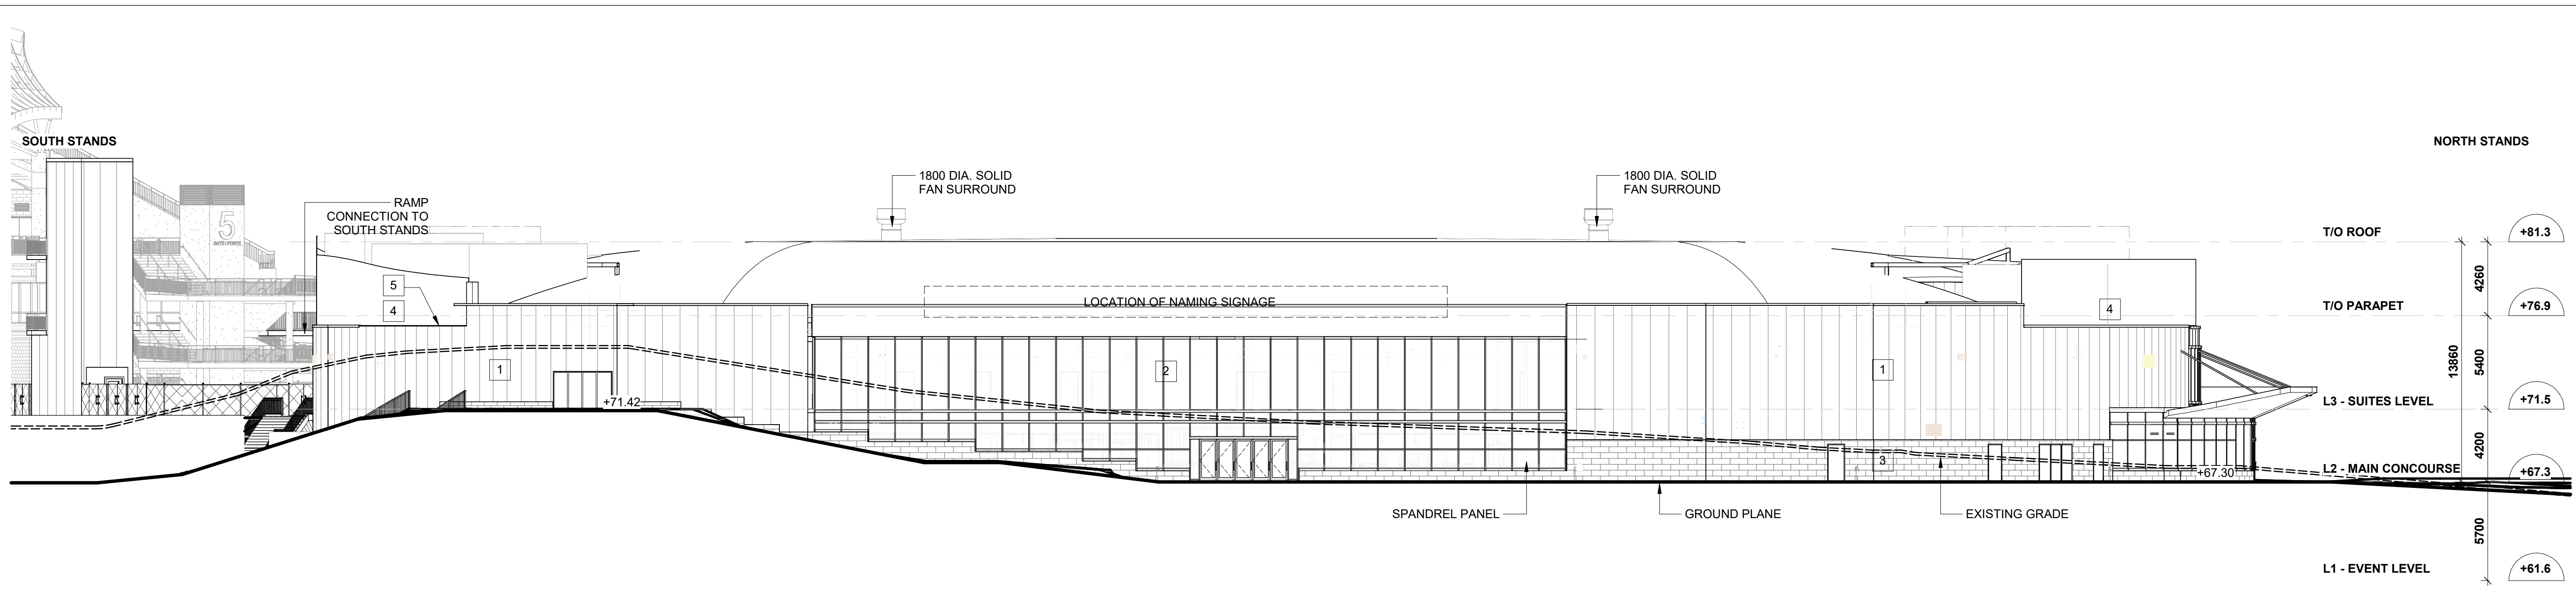 SOUTH STANDS
NORTH STANDS
5
GATE | PORTE
RAMP
CONNECTION TO
SOUTH STANDS
1800 DIA. SOLID
FAN SURROUND
1800 DIA. SOLID
FAN SURROUND
T/O ROOF
+81.3
4260
5
4
LOCATION OF NAMING SIGNAGE
4
T/O PARAPET
+76.9
13860
5400
1
2
1
+71.42
L3 - SUITES LEVEL
+71.5
4200
3
+67.30
L2 - MAIN CONCOURSE
+67.3
SPANDREL PANEL
GROUND PLANE
EXISTING GRADE
5700
L1 - EVENT LEVEL
+61.6